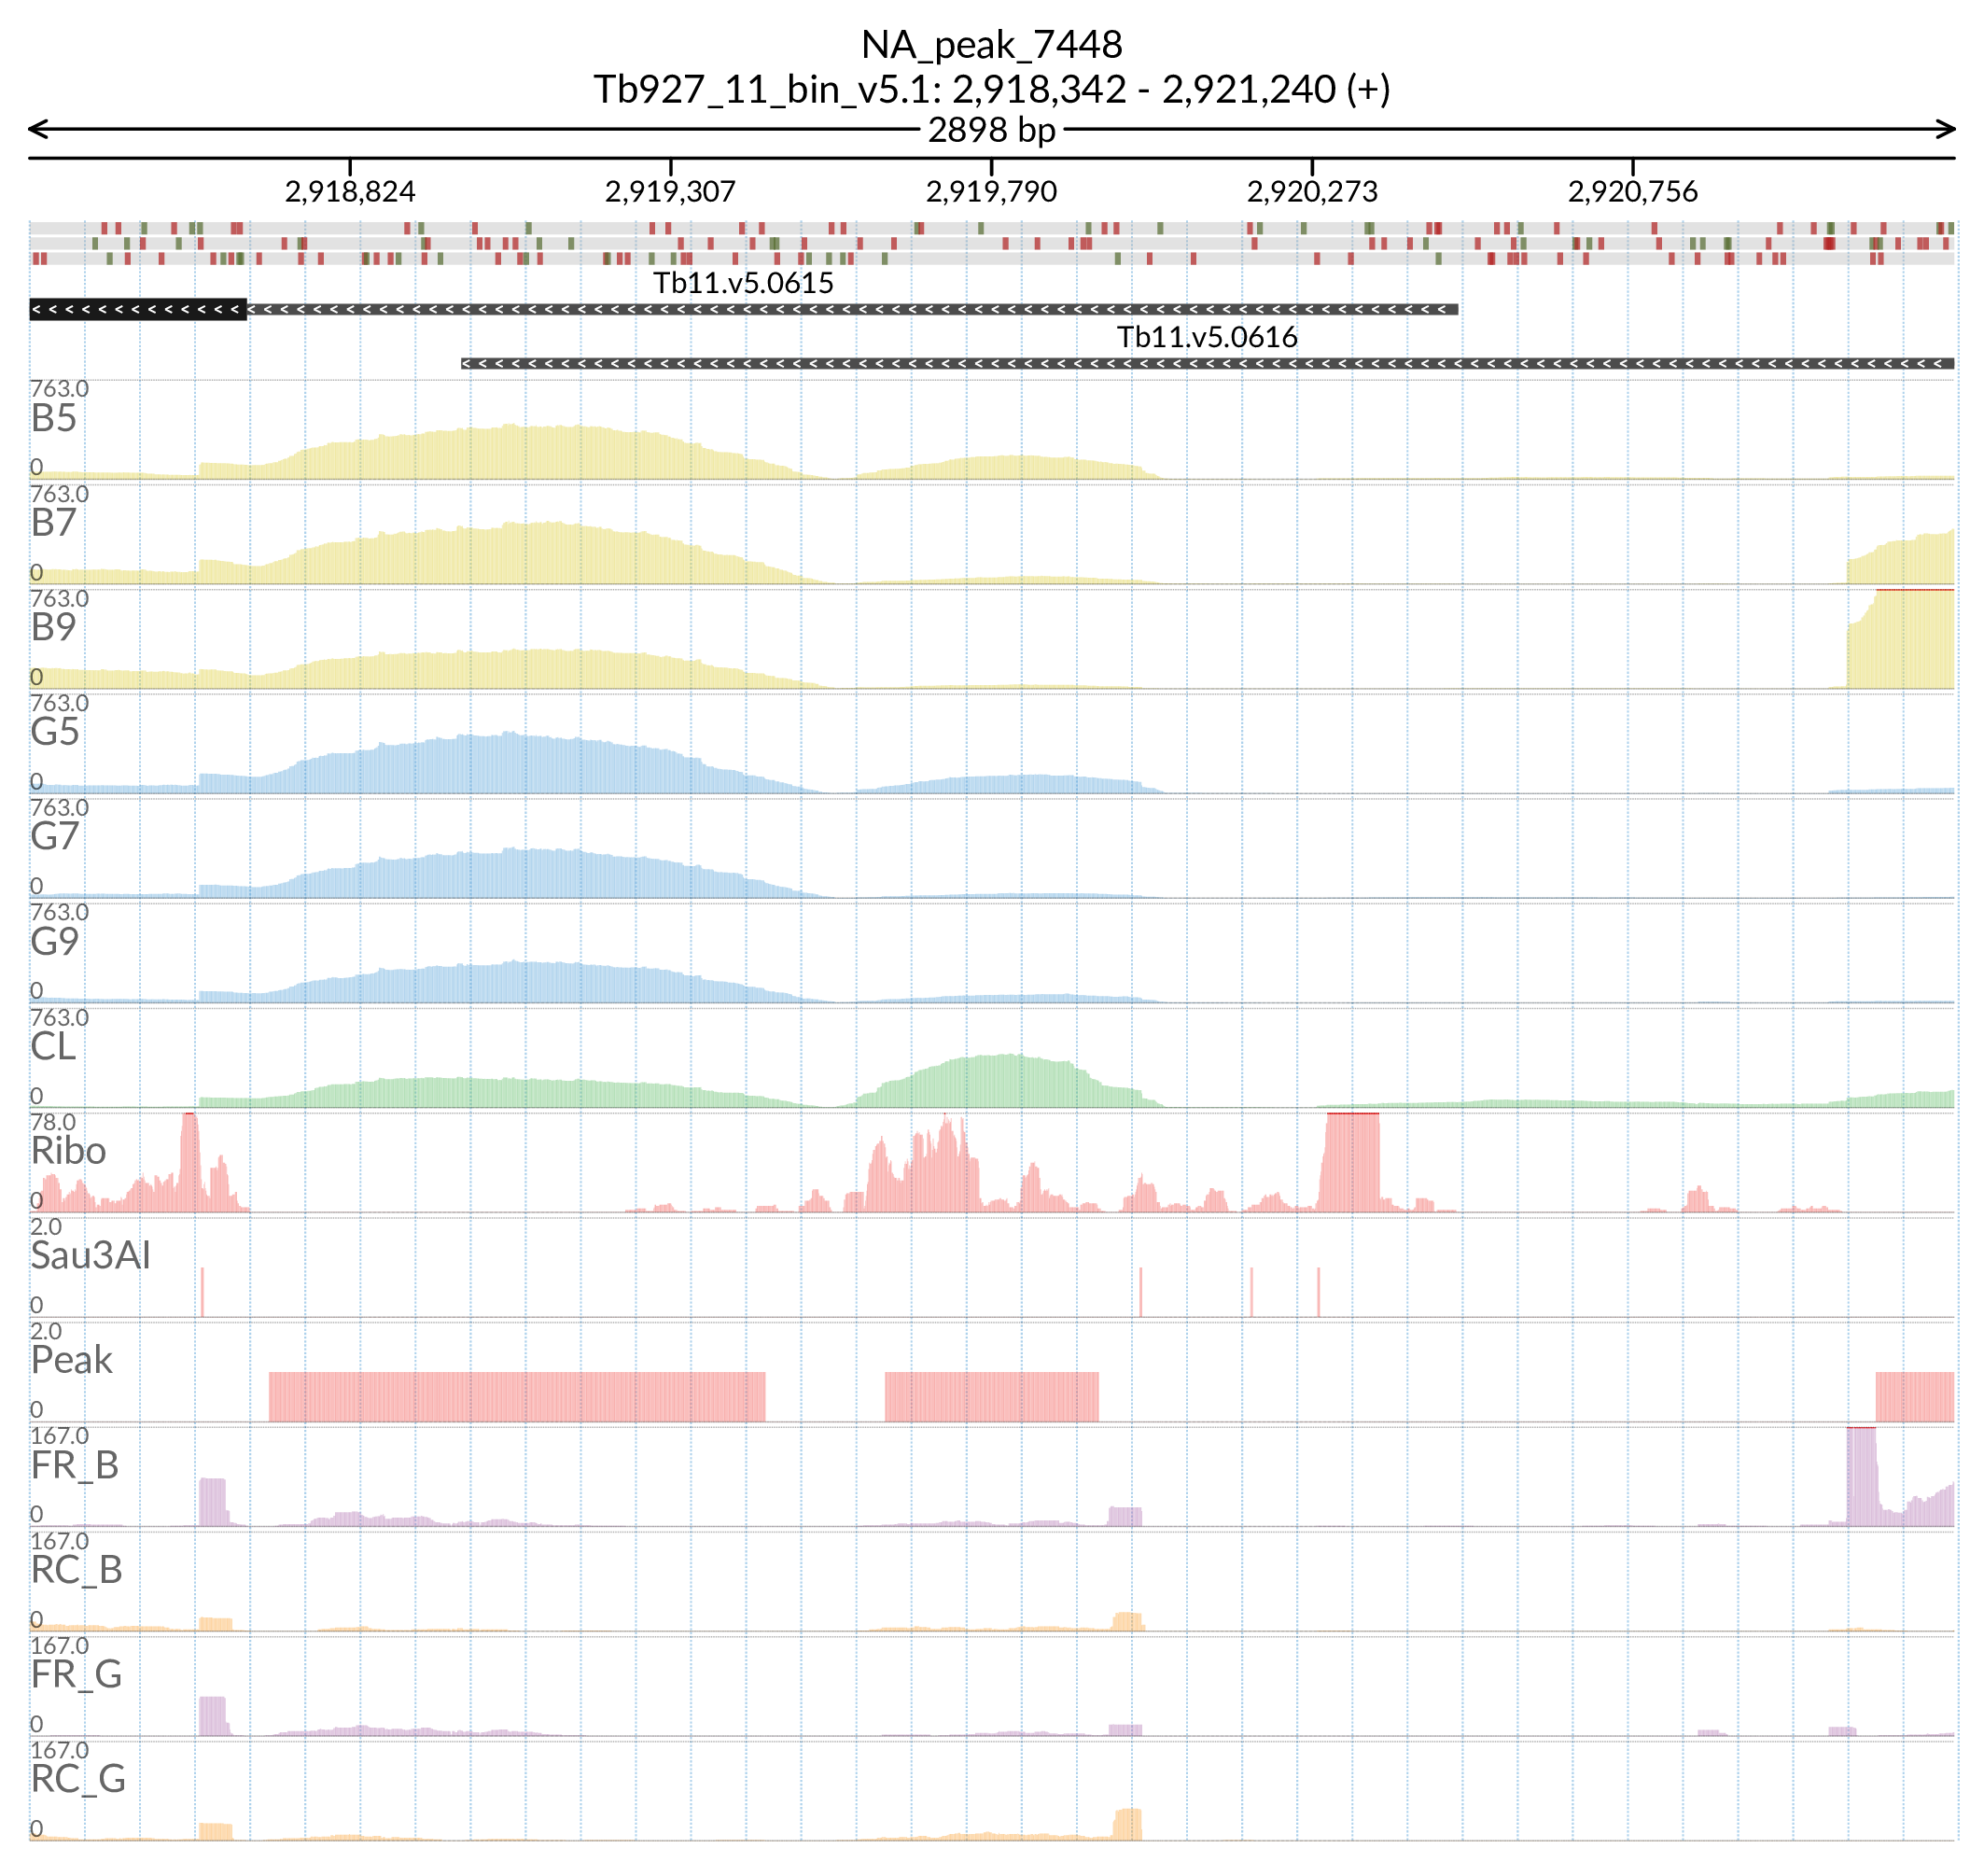 NA_peak_7448
Tb927_11_bin_v5.1: 2,918,342 - 2,921,240 (+)
2898 bp
2,918,824 2,919,307 2,919,790 2,920,273 2,920,756
Tb11.v5.0615
Tb11.v5.0616
763.0
B5
0
763.0
B7
0
763.0
B9
0
763.0
G5
0
763.0
G7
0
763.0
G9
0
763.0
CL
0
78.0
Ribo
0
2.0
Sau3AI
0
2.0
Peak
0
167.0
FR_B
0
167.0
RC_B
0
167.0
FR_G
0
167.0
RC_G
0